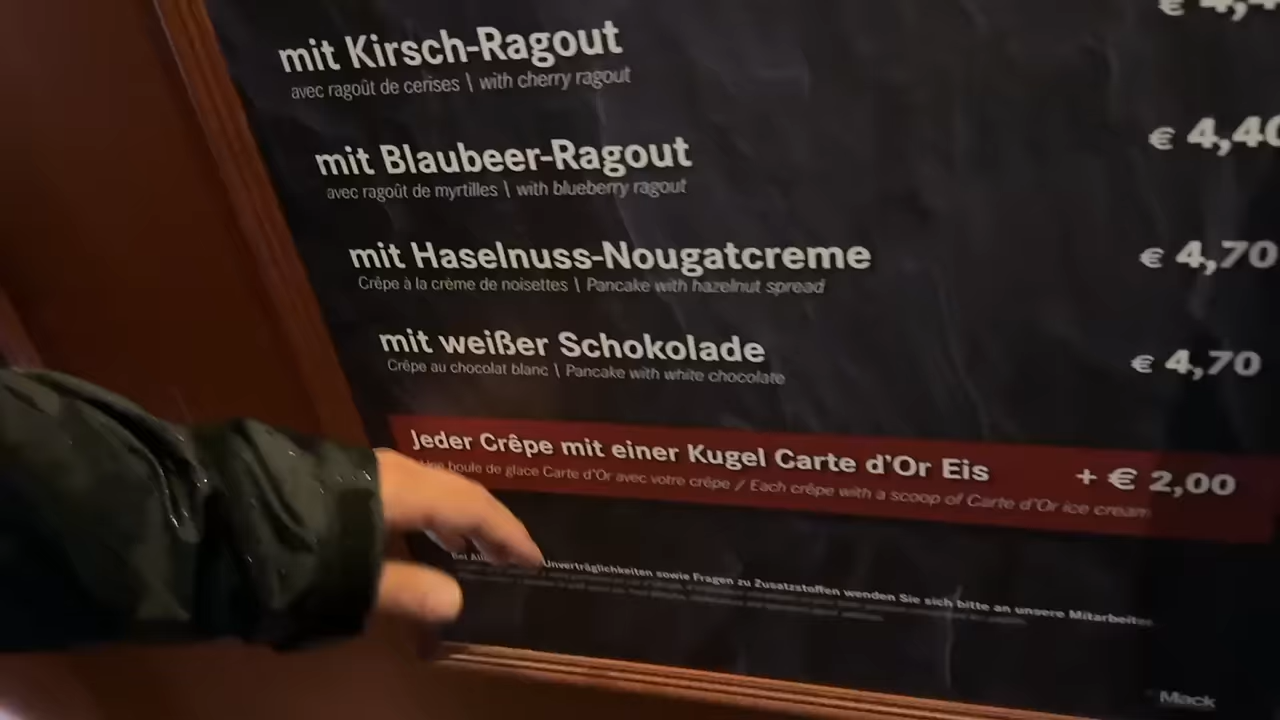 mit Kirsch-Ragout
avec ragoût de cerises | with cherry ragout
mit Blaubeer-Ragout € 4,40
avec ragoût de myrtilles | with blueberry ragout
mit Haselnuss-Nougatcreme € 4,70
Crêpe à la crème de noisettes | Pancake with hazelnut spread
mit weißer Schokolade € 4,70
Crêpe au chocolat blanc | Pancake with white chocolate
Jeder Crêpe mit einer Kugel Carte d'Or Eis + € 2,00
boule de glace Carte d'Or avec votre crêpe / Each crêpe with a scoop of Carte d'Or ice cream
Unverträglichkeiten sowie Fragen zu Zusatzstoffen wenden Sie sich bitte an unsere Mitarbeiter
Mack